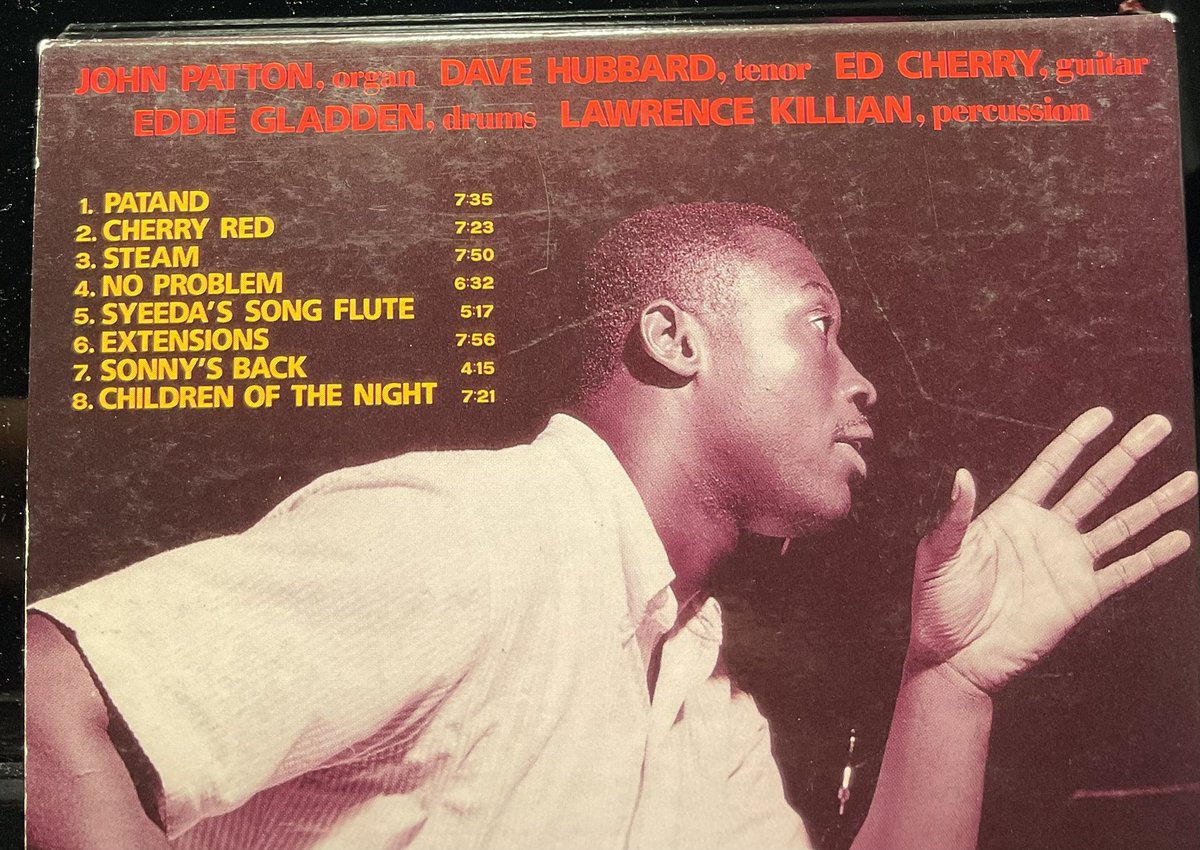 JOHN PATTON, organ DAVE HUBBARD, tenor ED CHERRY, guitar
EDDIE GLADDEN, drums LAWRENCE KILLIAN, percussion
1. PATAND 7:35
2. CHERRY RED 7:23
3. STEAM 7:50
4. NO PROBLEM 6:32
5. SYEEDA'S SONG FLUTE 5:17
6. EXTENSIONS 7:56
7. SONNY'S BACK 4:15
8. CHILDREN OF THE NIGHT 7:21